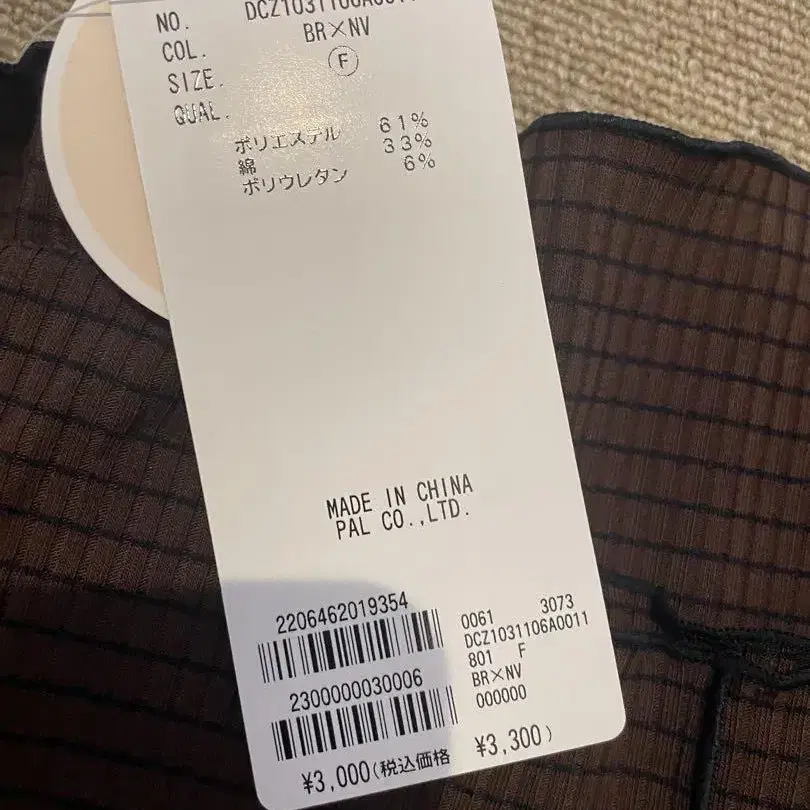 NO. DCZ1031106A0011
COL. BR×NV
SIZE. F
QUAL.
ポリエステル 61%
綿 33%
ポリウレタン 6%
MADE IN CHINA
PAL CO.,LTD.
2206462019354
2300000030006
0061 3073
DCZ1031106A0011
801 F
BR×NV
000000
¥3,000(税込価格 ¥3,300)